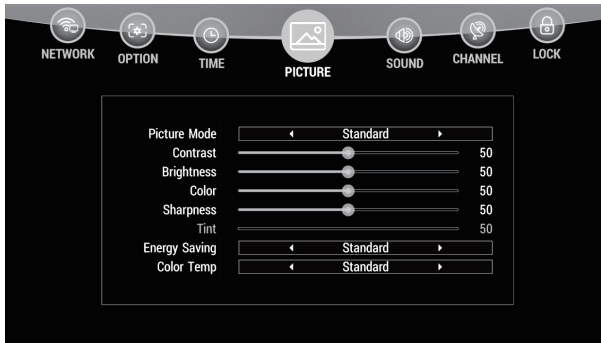 NETWORK OPTION TIME PICTURE SOUND CHANNEL LOCK
Picture Mode Standard
Contrast 50
Brightness 50
Color 50
Sharpness 50
Tint 50
Energy Saving Standard
Color Temp Standard